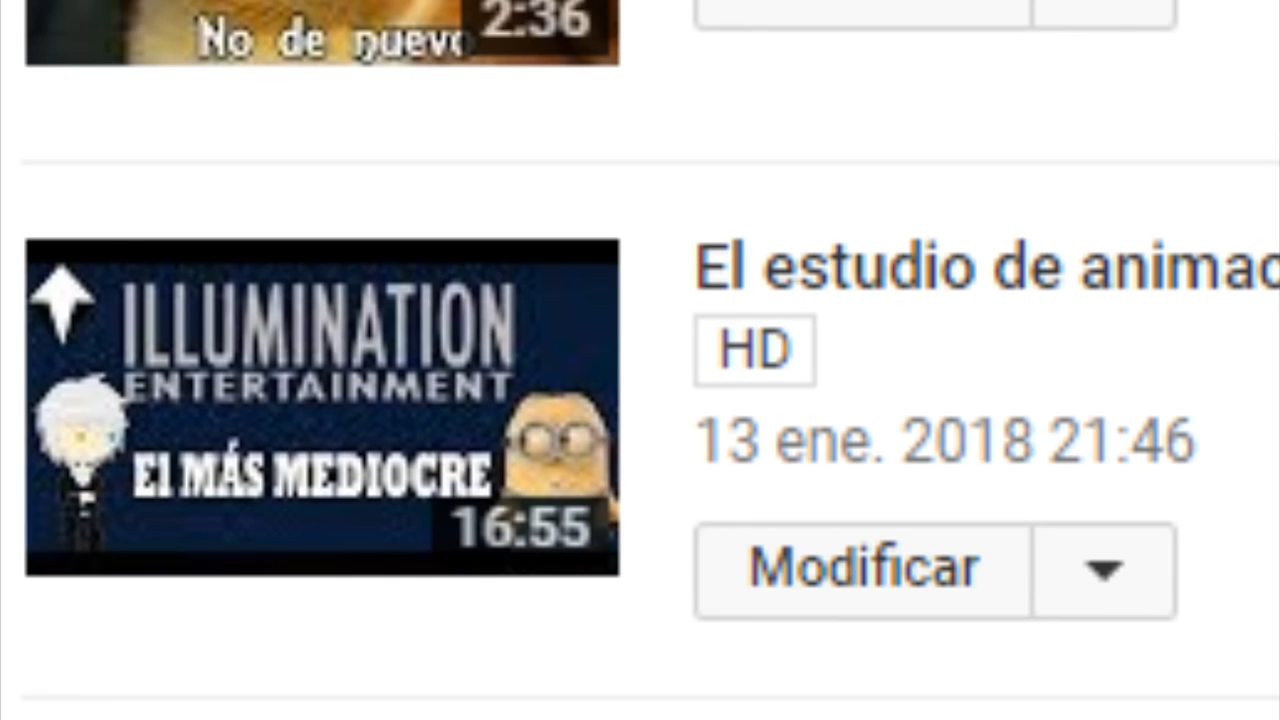 No de nuevo
2:36
ILLUMINATION
ENTERTAINMENT
El MÁS MEDIOCRE
16:55
El estudio de animac
HD
13 ene. 2018 21:46
Modificar